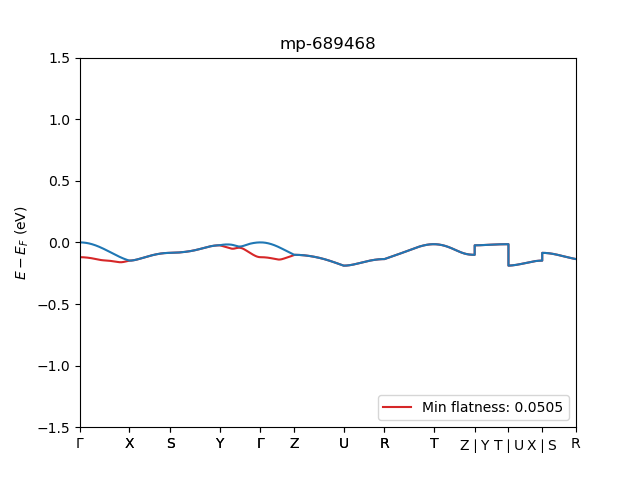 mp-689468
1.5
1.0
0.5
0.0
−0.5
−1.0
−1.5
E − E_F (eV)
Min flatness: 0.0505
Γ X S Y Γ Z U R T Z | Y T | U X | S R